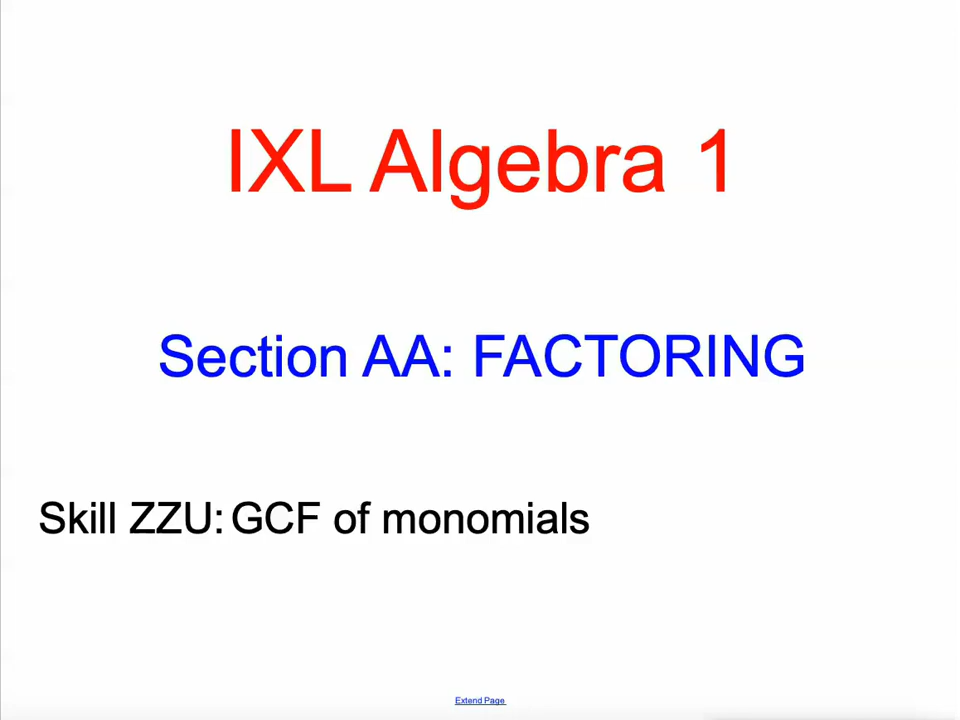 IXL Algebra 1
Section AA: FACTORING
Skill ZZU: GCF of monomials
Extend Page